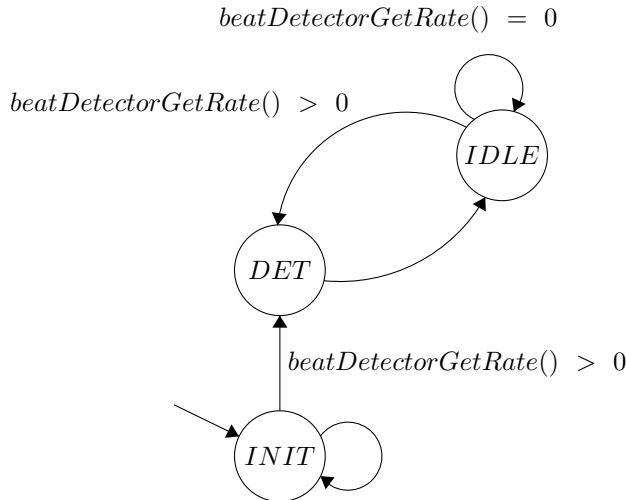 beatDetectorGetRate() = 0
beatDetectorGetRate() > 0
IDLE
DET
beatDetectorGetRate() > 0
INIT